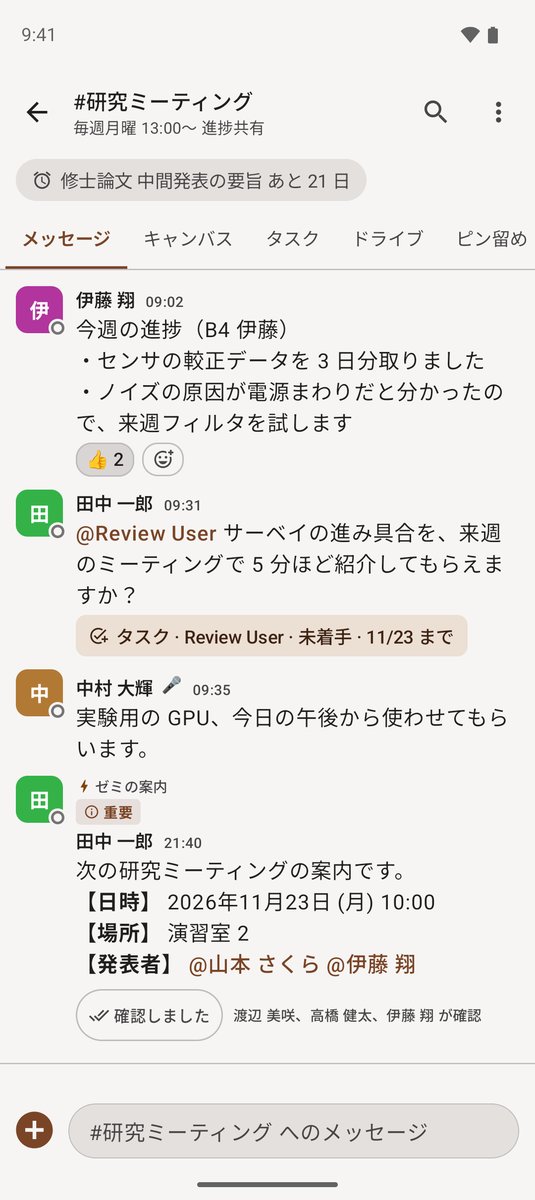 9:41
#研究ミーティング
毎週月曜 13:00〜 進捗共有
修士論文 中間発表の要旨 あと 21 日
メッセージ キャンバス タスク ドライブ ピン留め
伊
伊藤 翔 09:02
今週の進捗（B4 伊藤）
・センサの較正データを 3 日分取りました
・ノイズの原因が電源まわりだと分かったの
で、来週フィルタを試します
👍 2
田
田中 一郎 09:31
@Review User サーベイの進み具合を、来週
のミーティングで 5 分ほど紹介してもらえま
すか？
タスク · Review User · 未着手 · 11/23 まで
中
中村 大輝 🎤 09:35
実験用の GPU、今日の午後から使わせてもら
います。
田
ゼミの案内
重要
田中 一郎 21:40
次の研究ミーティングの案内です。
【日時】 2026年11月23日 (月) 10:00
【場所】 演習室 2
【発表者】 @山本 さくら @伊藤 翔
確認しました 渡辺 美咲、高橋 健太、伊藤 翔 が確認
#研究ミーティング へのメッセージ